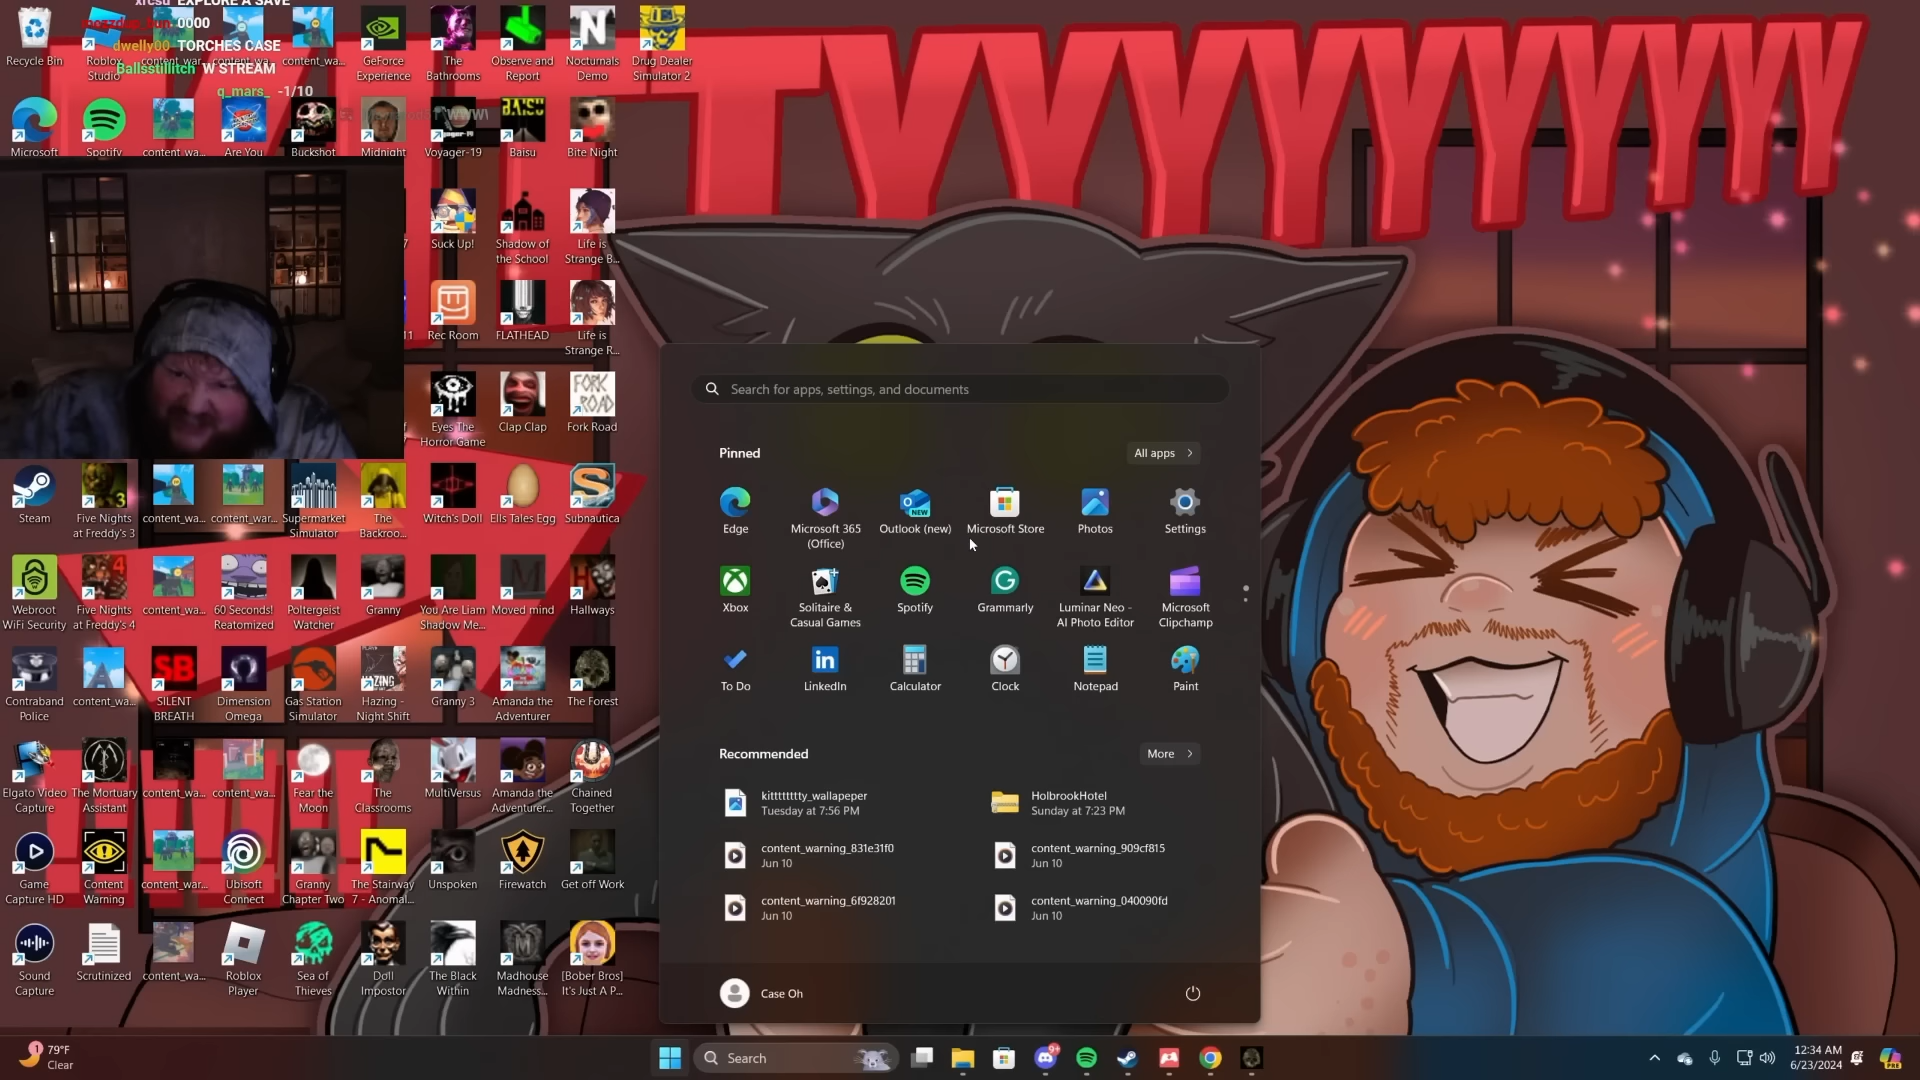 xfcsu EXPLORE A SAVE
0000
dwelly00 TORCHES CASE
Ballsstillitch W STREAM
q_mars_ -1/10
Recycle Bin
Roblox Studio
content_war...
content_wa...
content_wa...
GeForce Experience
The Bathrooms
Observe and Report
Nocturnals Demo
Drug Dealer Simulator 2
Microsoft
Spotify
content_wa...
Are You
Buckshot
Midnight
Voyager-19
Baisu
Bite Night
Suck Up!
Shadow of the School
Life is Strange B...
Rec Room
FLATHEAD
Life is Strange R...
Eyes The Horror Game
Clap Clap
Fork Road
Steam
Five Nights at Freddy's 3
content_wa...
content_war...
Supermarket Simulator
The Backroo...
Witch's Doll
Ells Tales Egg
Subnautica
Webroot WiFi Security
Five Nights at Freddy's 4
content_wa...
60 Seconds! Reatomized
Poltergeist Watcher
Granny
You Are Liam Shadow Me...
Moved mind
Hallways
Contraband Police
content_wa...
SILENT BREATH
Dimension Omega
Gas Station Simulator
Hazing - Night Shift
Granny 3
Amanda the Adventurer
The Forest
Elgato Video Capture
The Mortuary Assistant
content_wa...
content_wa...
Fear the Moon
The Classrooms
MultiVersus
Amanda the Adventurer...
Chained Together
Game Capture HD
Content Warning
content_war...
Ubisoft Connect
Granny Chapter Two
The Stairway 7 - Anomal...
Unspoken
Firewatch
Get off Work
Sound Capture
Scrutinized
content_wa...
Roblox Player
Sea of Thieves
Doll Impostor
The Black Within
Madhouse Madness...
[Bober Bros] It's Just A P...
Search for apps, settings, and documents
Pinned
All apps
Edge
Microsoft 365 (Office)
Outlook (new)
Microsoft Store
Photos
Settings
Xbox
Solitaire & Casual Games
Spotify
Grammarly
Luminar Neo - AI Photo Editor
Microsoft Clipchamp
To Do
LinkedIn
Calculator
Clock
Notepad
Paint
Recommended
More
kitttttttty_wallapeper
Tuesday at 7:56 PM
HolbrookHotel
Sunday at 7:23 PM
content_warning_831e31f0
Jun 10
content_warning_909cf815
Jun 10
content_warning_6f928201
Jun 10
content_warning_040090fd
Jun 10
Case Oh
79°F
Clear
Search
12:34 AM
6/23/2024